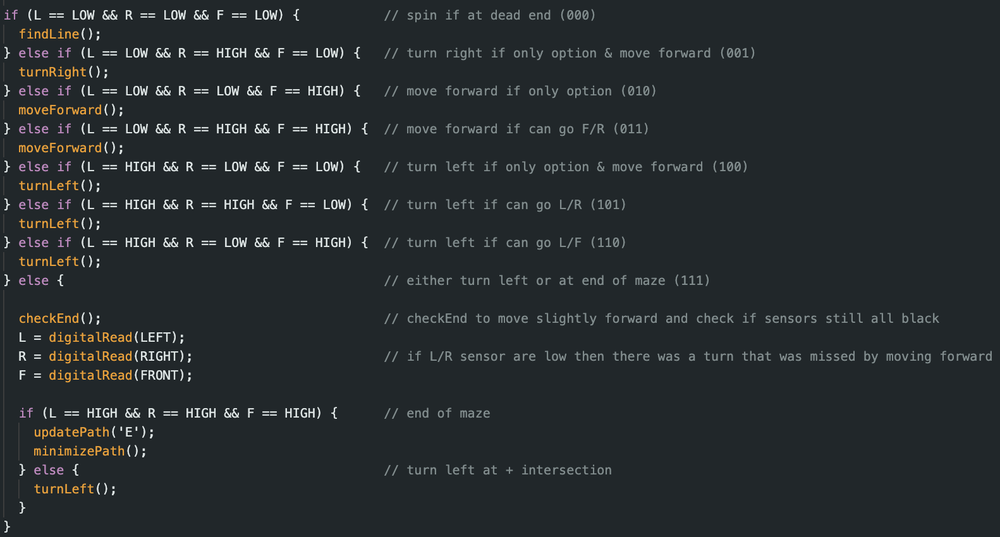 if (L == LOW && R == LOW && F == LOW) {           // spin if at dead end (000)
  findLine();
} else if (L == LOW && R == HIGH && F == LOW) {   // turn right if only option & move forward (001)
  turnRight();
} else if (L == LOW && R == LOW && F == HIGH) {   // move forward if only option (010)
  moveForward();
} else if (L == LOW && R == HIGH && F == HIGH) {  // move forward if can go F/R (011)
  moveForward();
} else if (L == HIGH && R == LOW && F == LOW) {   // turn left if only option & move forward (100)
  turnLeft();
} else if (L == HIGH && R == HIGH && F == LOW) {  // turn left if can go L/R (101)
  turnLeft();
} else if (L == HIGH && R == LOW && F == HIGH) {  // turn left if can go L/F (110)
  turnLeft();
} else {                                          // either turn left or at end of maze (111)

  checkEnd();                                     // checkEnd to move slightly forward and check if sensors still all black
  L = digitalRead(LEFT);
  R = digitalRead(RIGHT);                         // if L/R sensor are low then there was a turn that was missed by moving forward
  F = digitalRead(FRONT);

  if (L == HIGH && R == HIGH && F == HIGH) {      // end of maze
    updatePath('E');
    minimizePath();
  } else {                                        // turn left at + intersection
    turnLeft();
  }
}